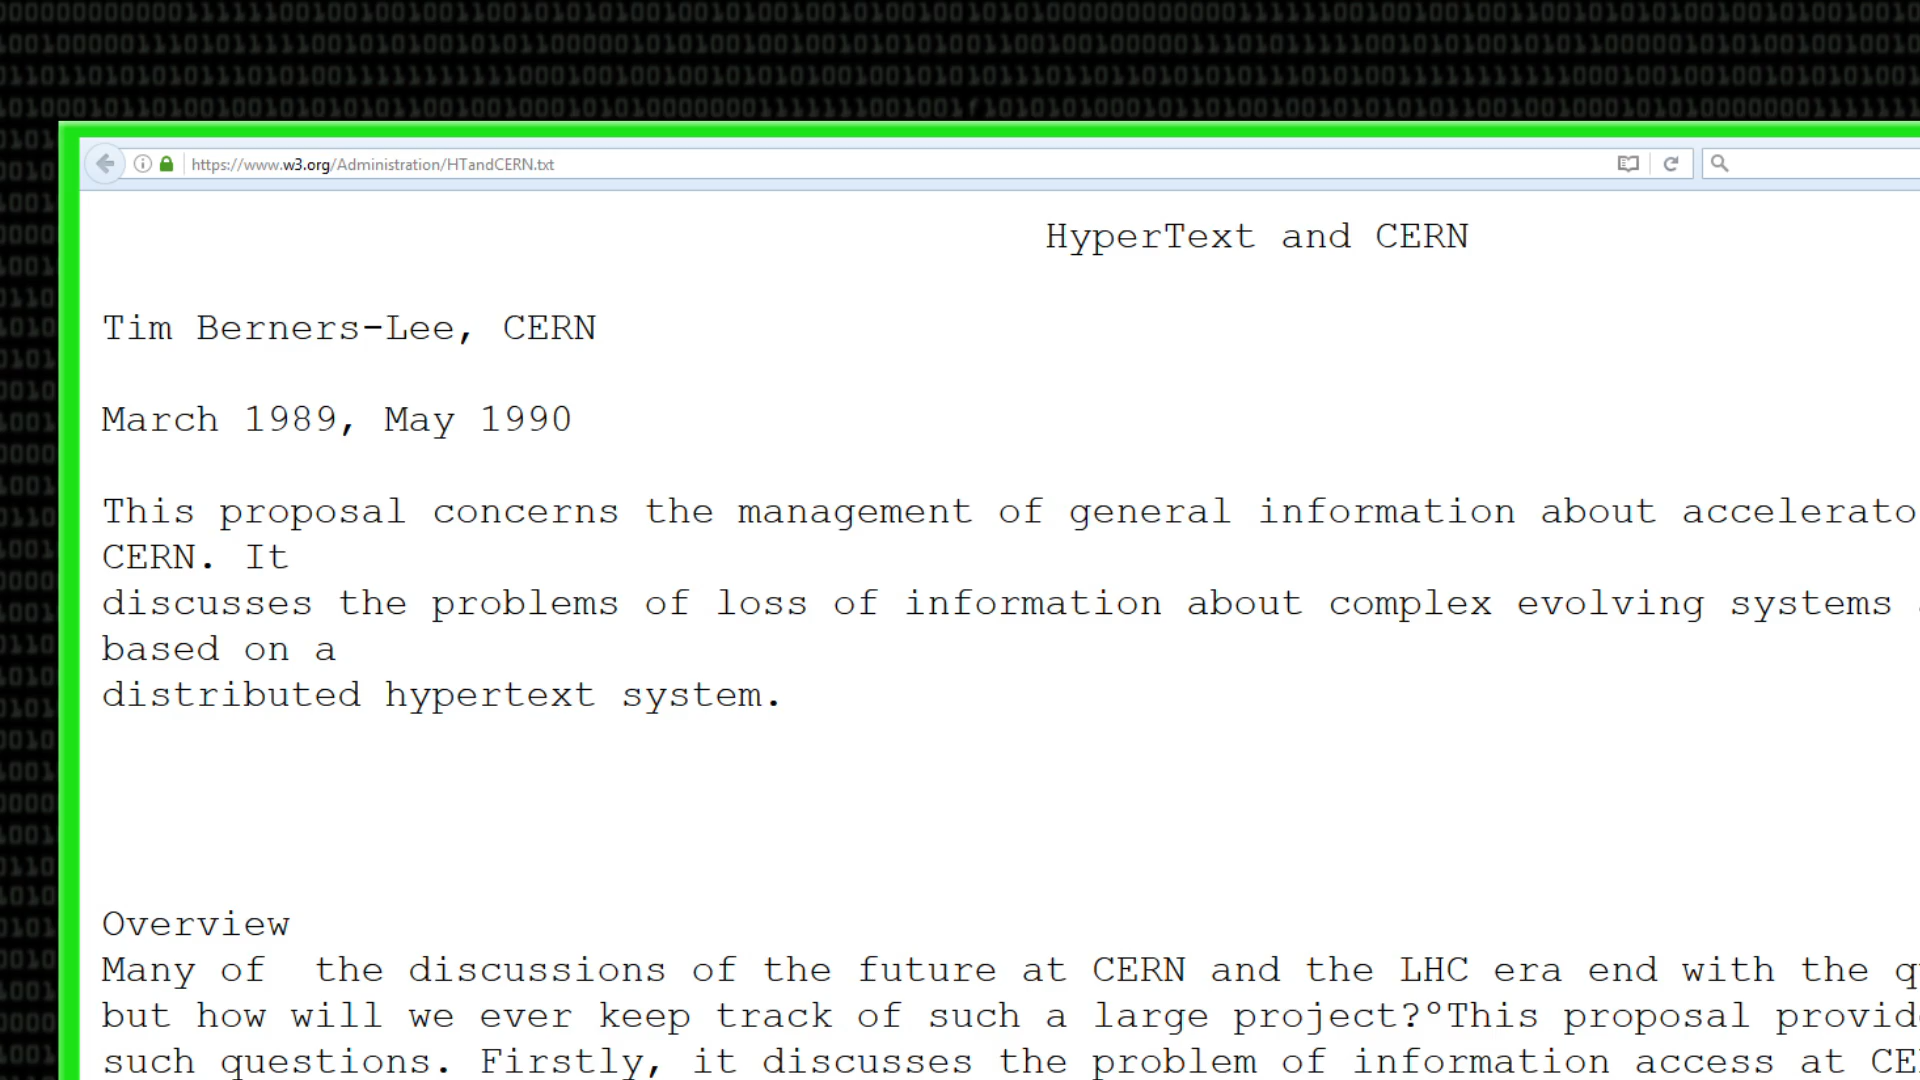 https://www.w3.org/Administration/HTandCERN.txt
HyperText and CERN
Tim Berners-Lee, CERN
March 1989, May 1990
This proposal concerns the management of general information about
CERN. It
discusses the problems of loss of information about complex evolving systems
based on a
distributed hypertext system.
Overview
Many of the discussions of the future at CERN and the LHC era end with the
but how will we ever keep track of such a large project?°This proposal
such questions. Firstly, it discusses the problem of information access at